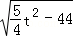 √(5/4 t² − 44)